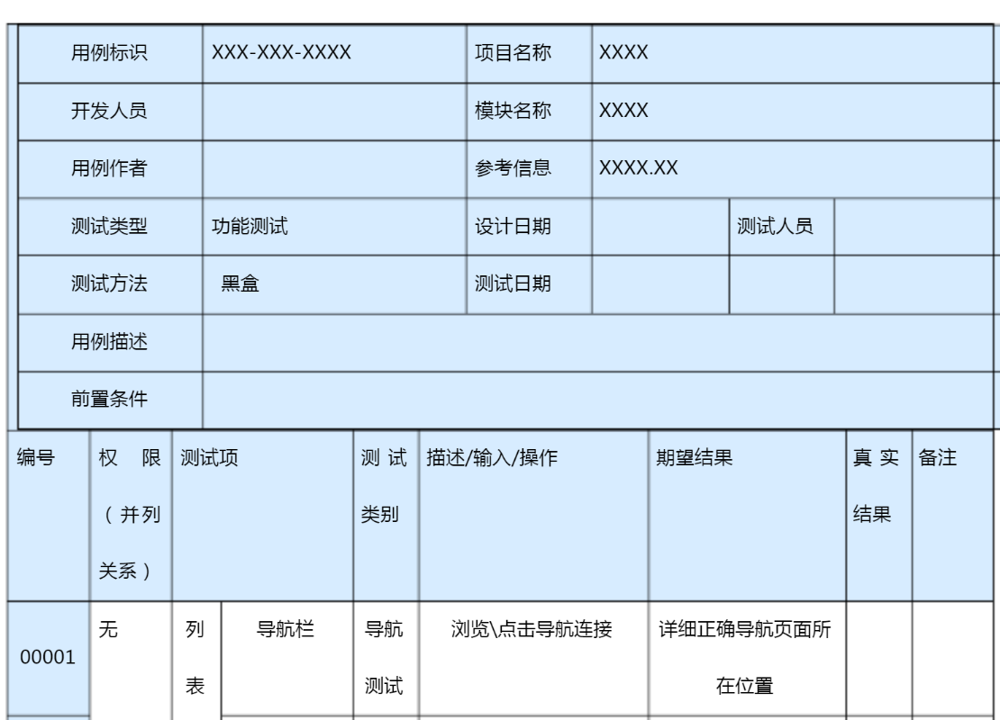 用例标识 XXX-XXX-XXXX 项目名称 XXXX
开发人员 模块名称 XXXX
用例作者 参考信息 XXXX.XX
测试类型 功能测试 设计日期 测试人员
测试方法 黑盒 测试日期
用例描述
前置条件
编号 权 限 测试项 测 试 描述/输入/操作 期望结果 真 实 备注
（并列 类别 结果
关系）
00001 无 列 导航栏 导航 浏览\点击导航连接 详细正确导航页面所
表 测试 在位置